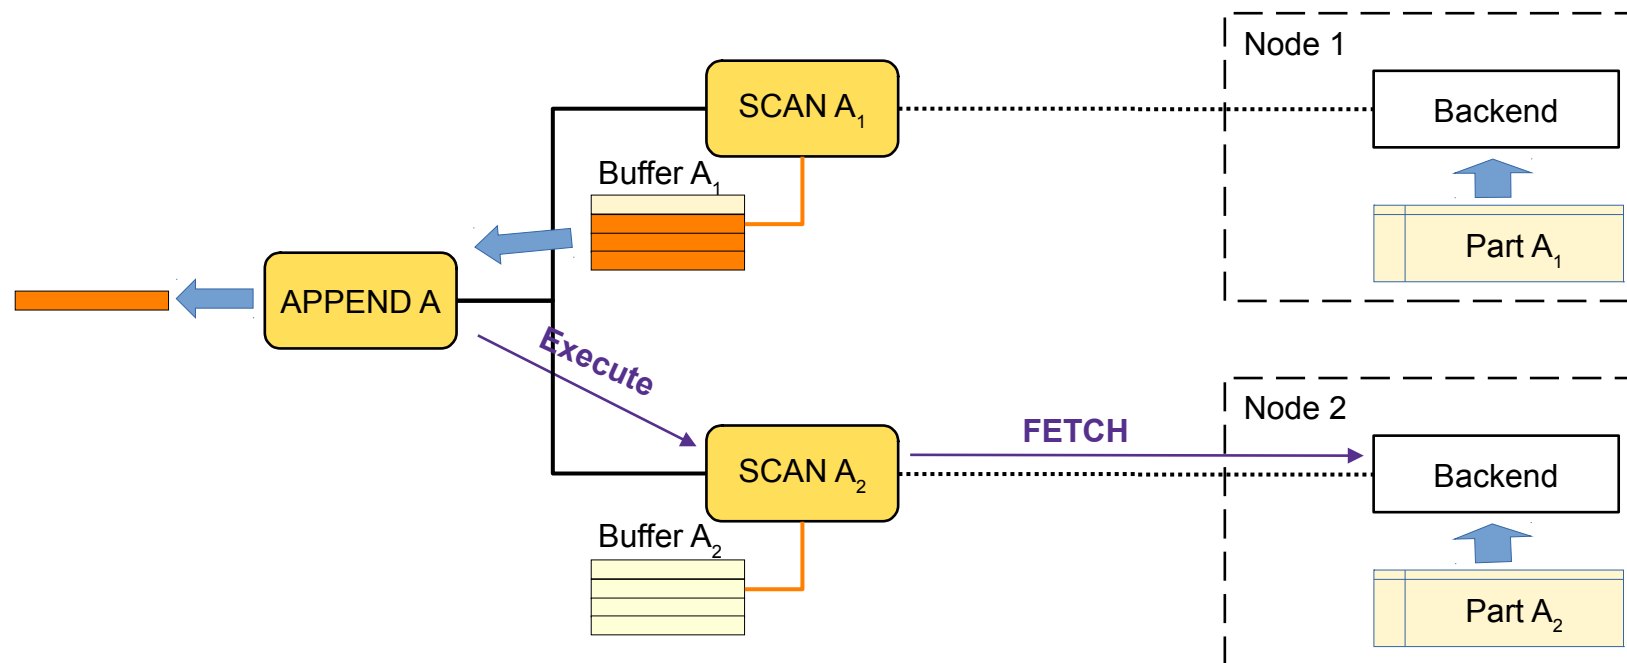 Node 1
SCAN A1
Backend
Buffer A1
Part A1
APPEND A
Execute
Node 2
FETCH
SCAN A2
Backend
Buffer A2
Part A2